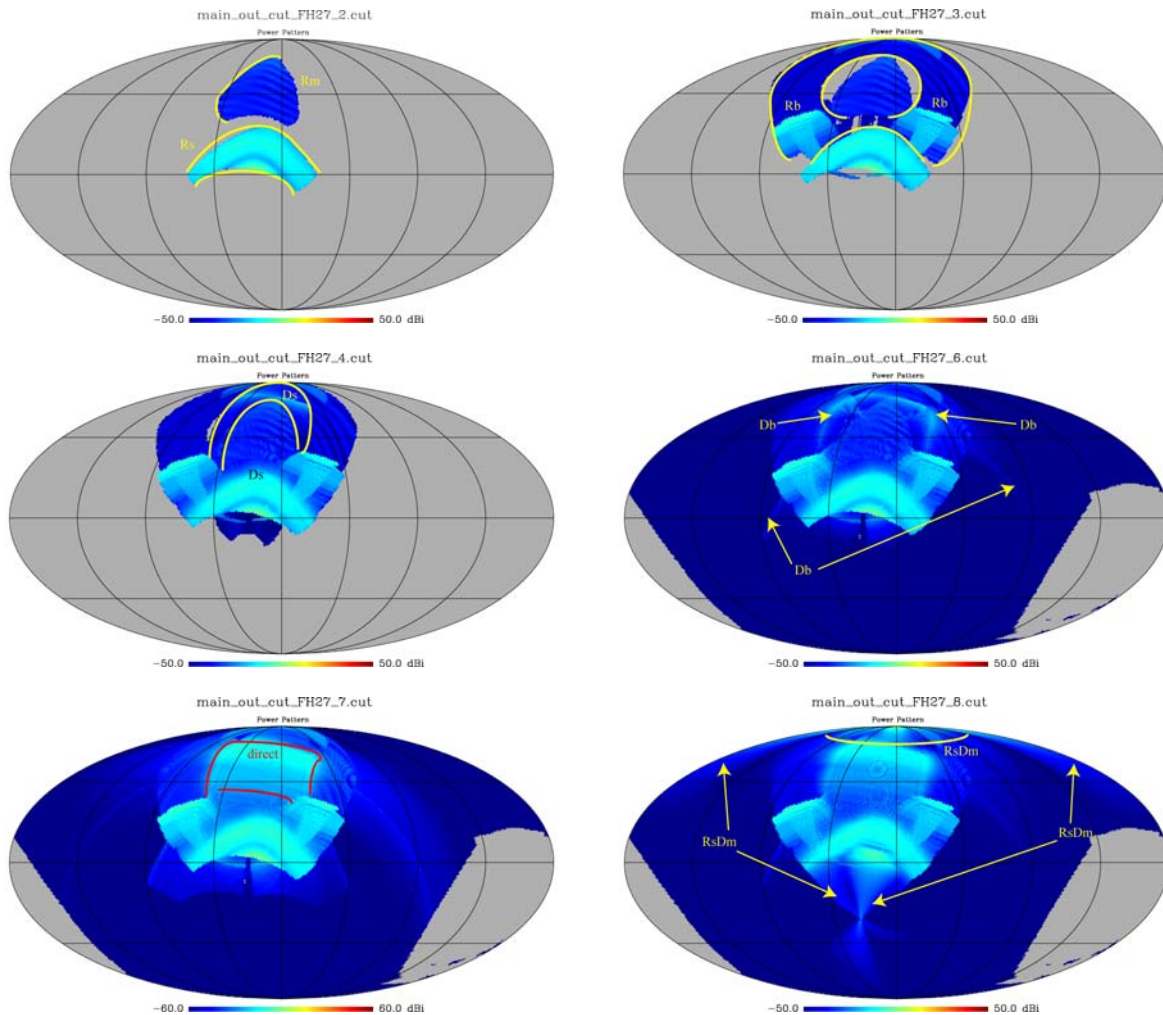 main_out_cut_FH27_2.cut
Power Pattern
Rm
Rs
-50.0 50.0 dBi
main_out_cut_FH27_3.cut
Power Pattern
Rb Rb
-50.0 50.0 dBi
main_out_cut_FH27_4.cut
Power Pattern
Ds
Ds
-50.0 50.0 dBi
main_out_cut_FH27_6.cut
Power Pattern
Db Db
Db
-50.0 50.0 dBi
main_out_cut_FH27_7.cut
Power Pattern
direct
-60.0 60.0 dBi
main_out_cut_FH27_8.cut
Power Pattern
RsDm
RsDm RsDm
-50.0 50.0 dBi